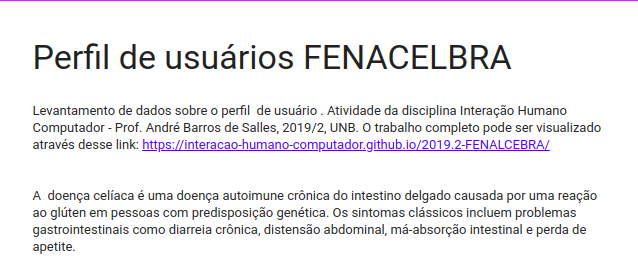 Perfil de usuários FENACELBRA
Levantamento de dados sobre o perfil  de usuário . Atividade da disciplina Interação Humano
Computador - Prof. André Barros de Salles, 2019/2, UNB. O trabalho completo pode ser visualizado
através desse link: https://interacao-humano-computador.github.io/2019.2-FENALCEBRA/
A  doença celíaca é uma doença autoimune crônica do intestino delgado causada por uma reação
ao glúten em pessoas com predisposição genética. Os sintomas clássicos incluem problemas
gastrointestinais como diarreia crônica, distensão abdominal, má-absorção intestinal e perda de
apetite.